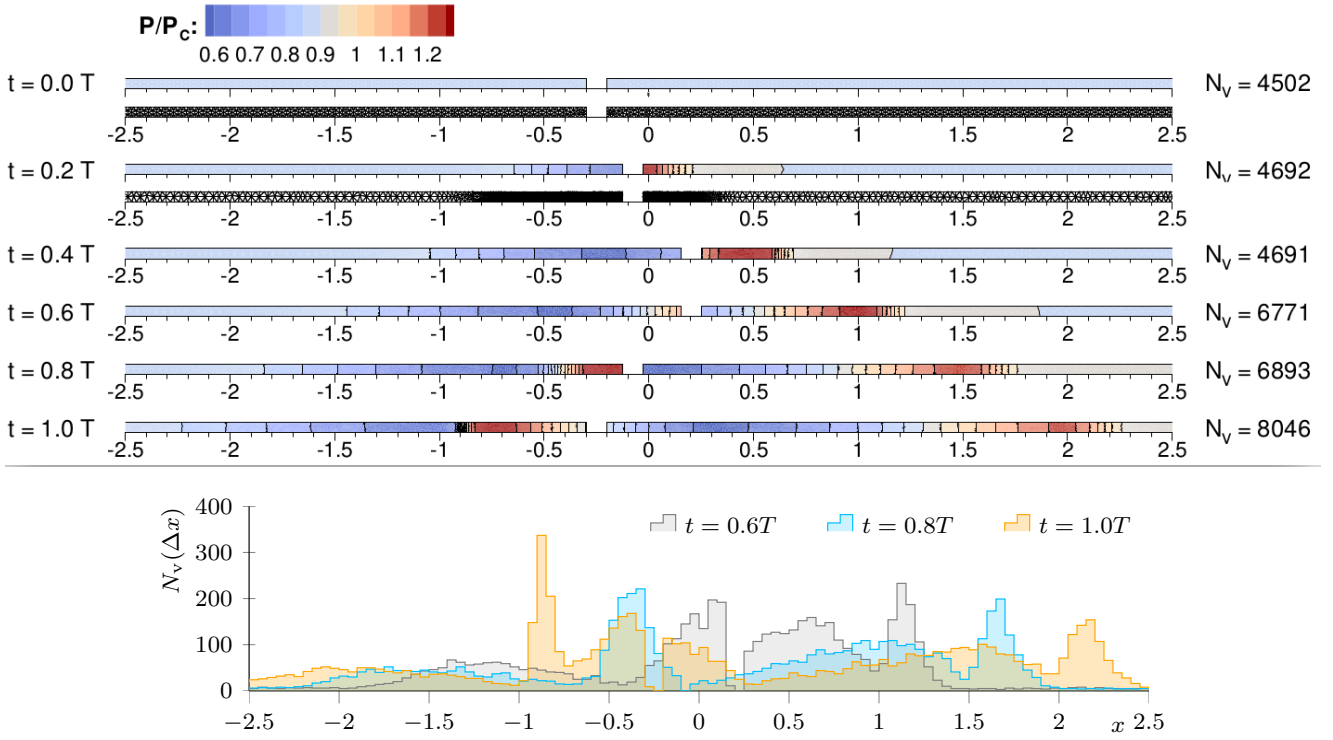 P/Pc:
0.6 0.7 0.8 0.9 1 1.1 1.2
t = 0.0 T
Nv = 4502
-2.5 -2 -1.5 -1 -0.5 0 0.5 1 1.5 2 2.5
t = 0.2 T
Nv = 4692
-2.5 -2 -1.5 -1 -0.5 0 0.5 1 1.5 2 2.5
t = 0.4 T
Nv = 4691
-2.5 -2 -1.5 -1 -0.5 0 0.5 1 1.5 2 2.5
t = 0.6 T
Nv = 6771
-2.5 -2 -1.5 -1 -0.5 0 0.5 1 1.5 2 2.5
t = 0.8 T
Nv = 6893
-2.5 -2 -1.5 -1 -0.5 0 0.5 1 1.5 2 2.5
t = 1.0 T
Nv = 8046
-2.5 -2 -1.5 -1 -0.5 0 0.5 1 1.5 2 2.5
400
300
200
100
0
Nv(Δx)
t = 0.6T
t = 0.8T
t = 1.0T
−2.5 −2 −1.5 −1 −0.5 0 0.5 1 1.5 2 x 2.5